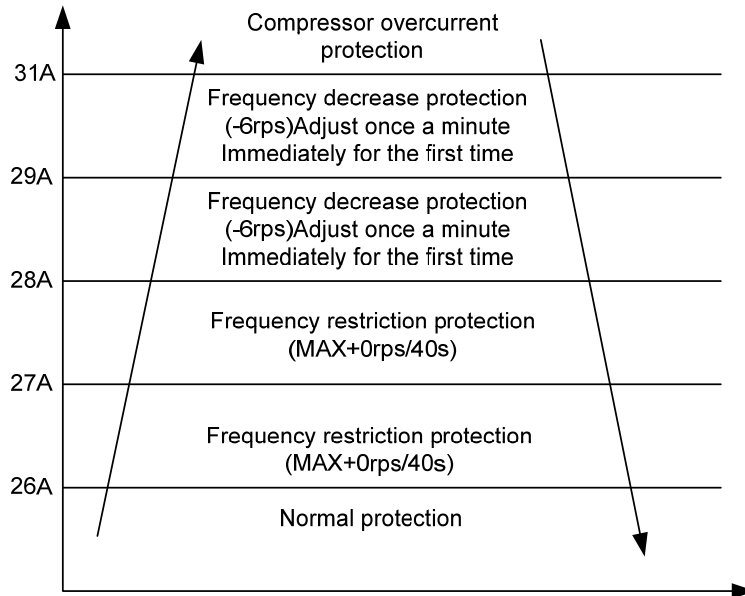 Compressor overcurrent
protection
31A
Frequency decrease protection
(-6rps)Adjust once a minute
Immediately for the first time
29A
Frequency decrease protection
(-6rps)Adjust once a minute
Immediately for the first time
28A
Frequency restriction protection
(MAX+0rps/40s)
27A
Frequency restriction protection
(MAX+0rps/40s)
26A
Normal protection